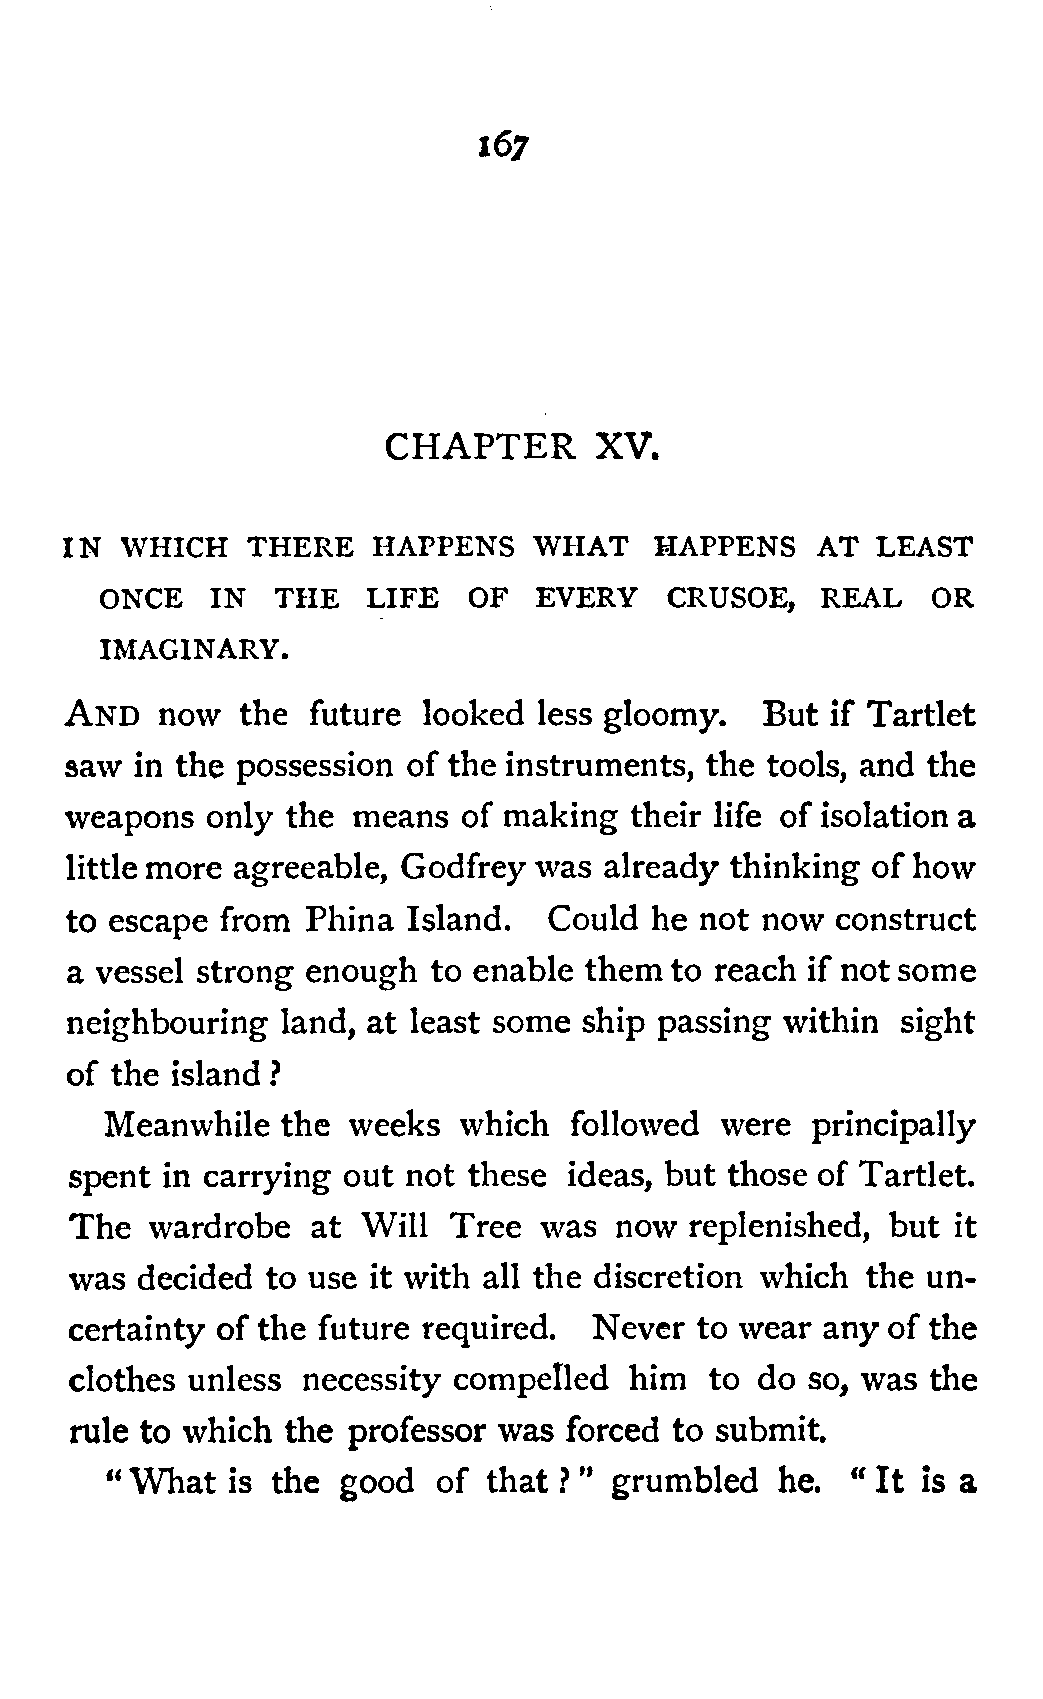 167
CHAPTER XV.
IN WHICH THERE HAPPENS WHAT HAPPENS AT LEAST
ONCE IN THE LIFE OF EVERY CRUSOE, REAL OR
IMAGINARY.
AND now the future looked less gloomy. But if Tartlet
saw in the possession of the instruments, the tools, and the
weapons only the means of making their life of isolation a
little more agreeable, Godfrey was already thinking of how
to escape from Phina Island. Could he not now construct
a vessel strong enough to enable them to reach if not some
neighbouring land, at least some ship passing within sight
of the island?
Meanwhile the weeks which followed were principally
spent in carrying out not these ideas, but those of Tartlet.
The wardrobe at Will Tree was now replenished, but it
was decided to use it with all the discretion which the un-
certainty of the future required. Never to wear any of the
clothes unless necessity compelled him to do so, was the
rule to which the professor was forced to submit.
"What is the good of that?" grumbled he. "It is a